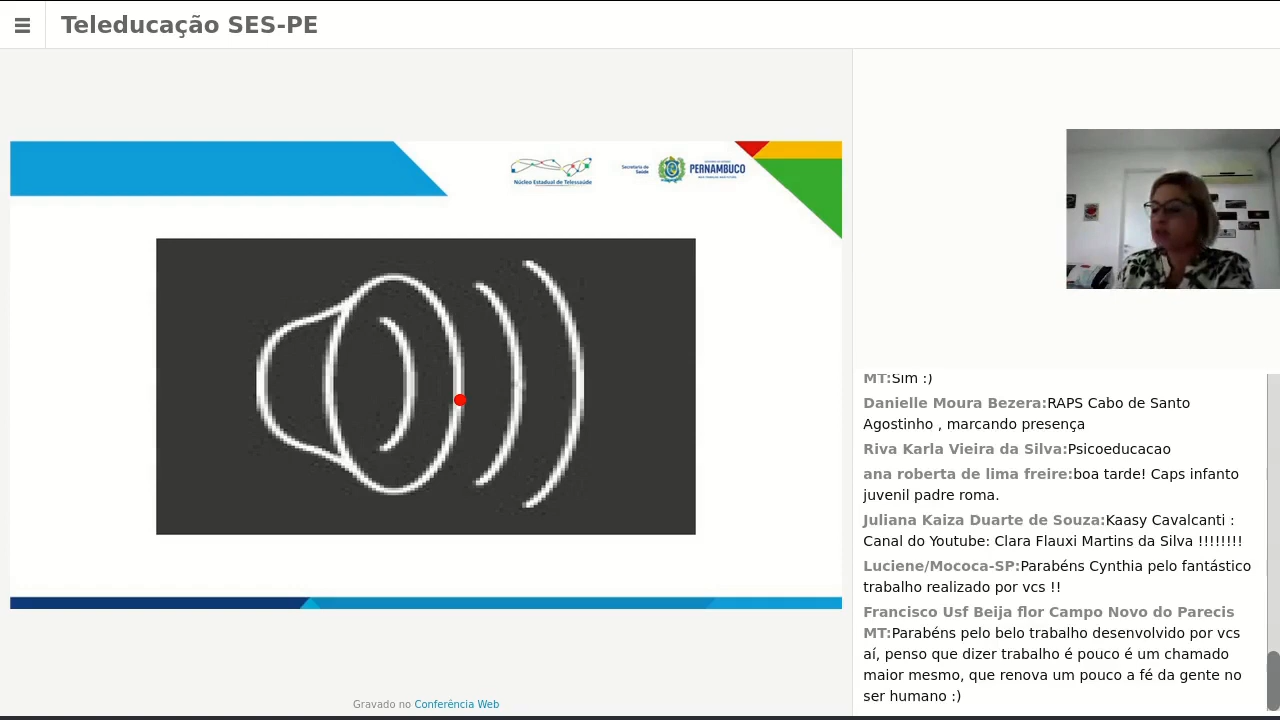 Teleducação SES-PE
Núcleo Estadual de Telessaúde
Secretaria de
Saúde
PERNAMBUCO
MT:Sim :)
Danielle Moura Bezera:RAPS Cabo de Santo
Agostinho , marcando presença
Riva Karla Vieira da Silva:Psicoeducacao
ana roberta de lima freire:boa tarde! Caps infanto
juvenil padre roma.
Juliana Kaiza Duarte de Souza:Kaasy Cavalcanti :
Canal do Youtube: Clara Flauxi Martins da Silva !!!!!!!!
Luciene/Mococa-SP:Parabéns Cynthia pelo fantástico
trabalho realizado por vcs !!
Francisco Usf Beija flor Campo Novo do Parecis
MT:Parabéns pelo belo trabalho desenvolvido por vcs
aí, penso que dizer trabalho é pouco é um chamado
maior mesmo, que renova um pouco a fé da gente no
ser humano :)
Gravado no Conferência Web